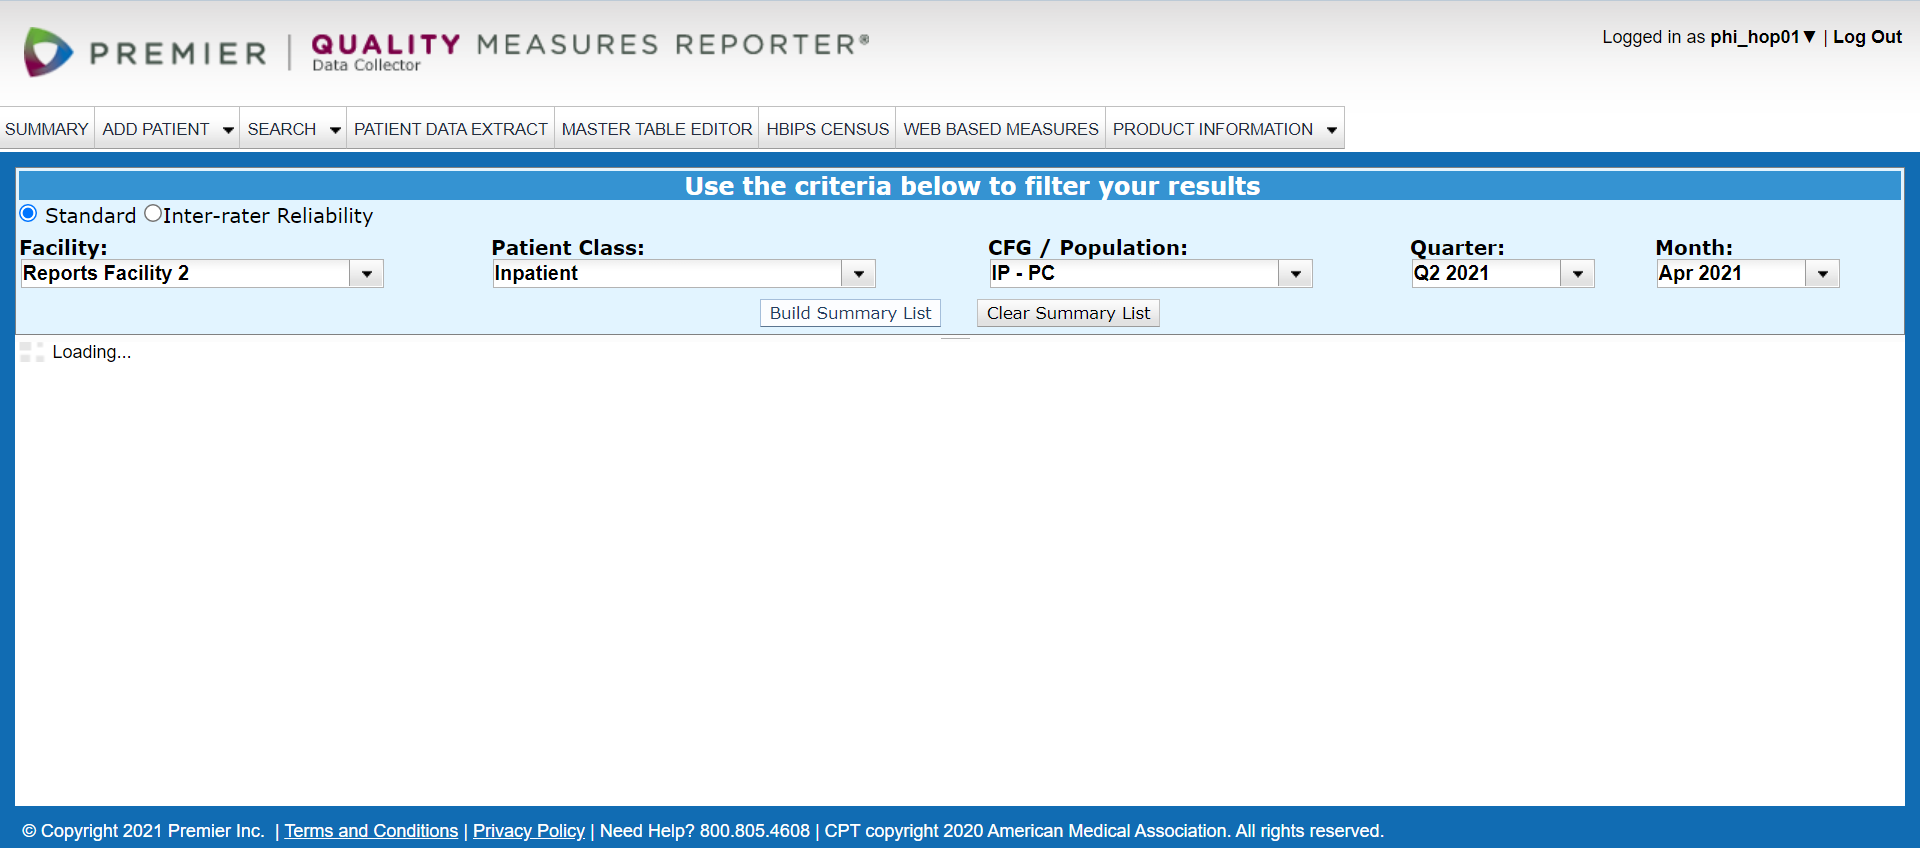 PREMIER | QUALITY MEASURES REPORTER®
Data Collector
Logged in as phi_hop01▼ | Log Out
SUMMARY ADD PATIENT SEARCH PATIENT DATA EXTRACT MASTER TABLE EDITOR HBIPS CENSUS WEB BASED MEASURES PRODUCT INFORMATION
Use the criteria below to filter your results
Standard Inter-rater Reliability
Facility: Patient Class: CFG / Population: Quarter: Month:
Reports Facility 2 Inpatient IP - PC Q2 2021 Apr 2021
Build Summary List Clear Summary List
Loading...
© Copyright 2021 Premier Inc. | Terms and Conditions | Privacy Policy | Need Help? 800.805.4608 | CPT copyright 2020 American Medical Association. All rights reserved.